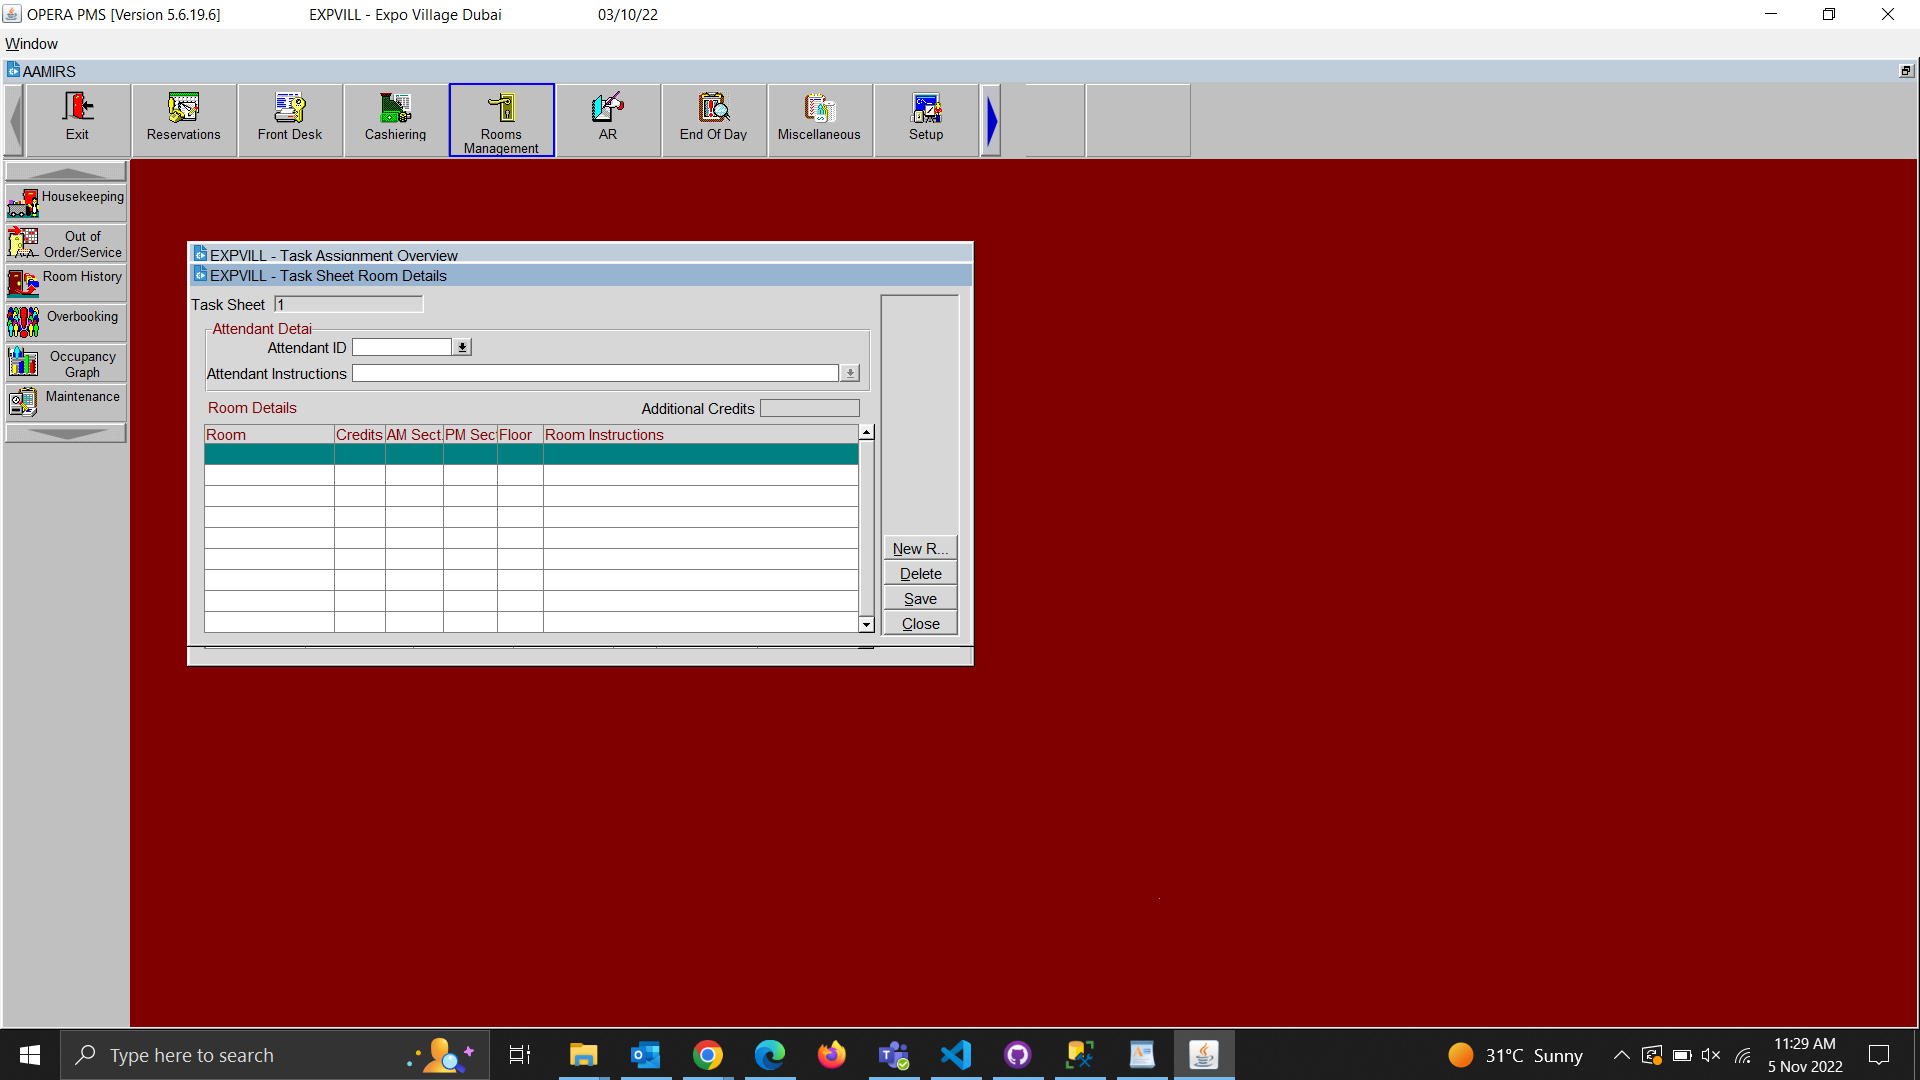 OPERA PMS [Version 5.6.19.6] EXPVILL - Expo Village Dubai 03/10/22
Window
AAMIRS
Exit
Reservations
Front Desk
Cashiering
Rooms
Management
AR
End Of Day
Miscellaneous
Setup
Housekeeping
Out of
Order/Service
Room History
Overbooking
Occupancy
Graph
Maintenance
EXPVILL - Task Assignment Overview
EXPVILL - Task Sheet Room Details
Task Sheet 1
Attendant Detai
Attendant ID
Attendant Instructions
Room Details Additional Credits
Room Credits AM Sect. PM Sec Floor Room Instructions
New R...
Delete
Save
Close
Type here to search
31°C Sunny
11:29 AM
5 Nov 2022